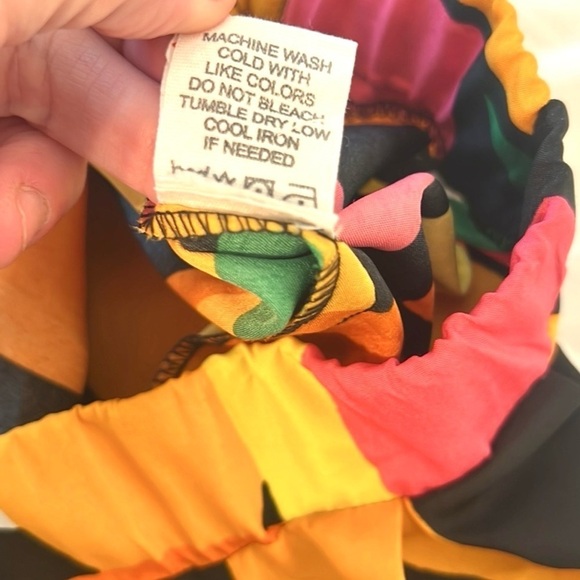 MACHINE WASH
COLD WITH
LIKE COLORS
DO NOT BLEACH
TUMBLE DRY LOW
COOL IRON
IF NEEDED